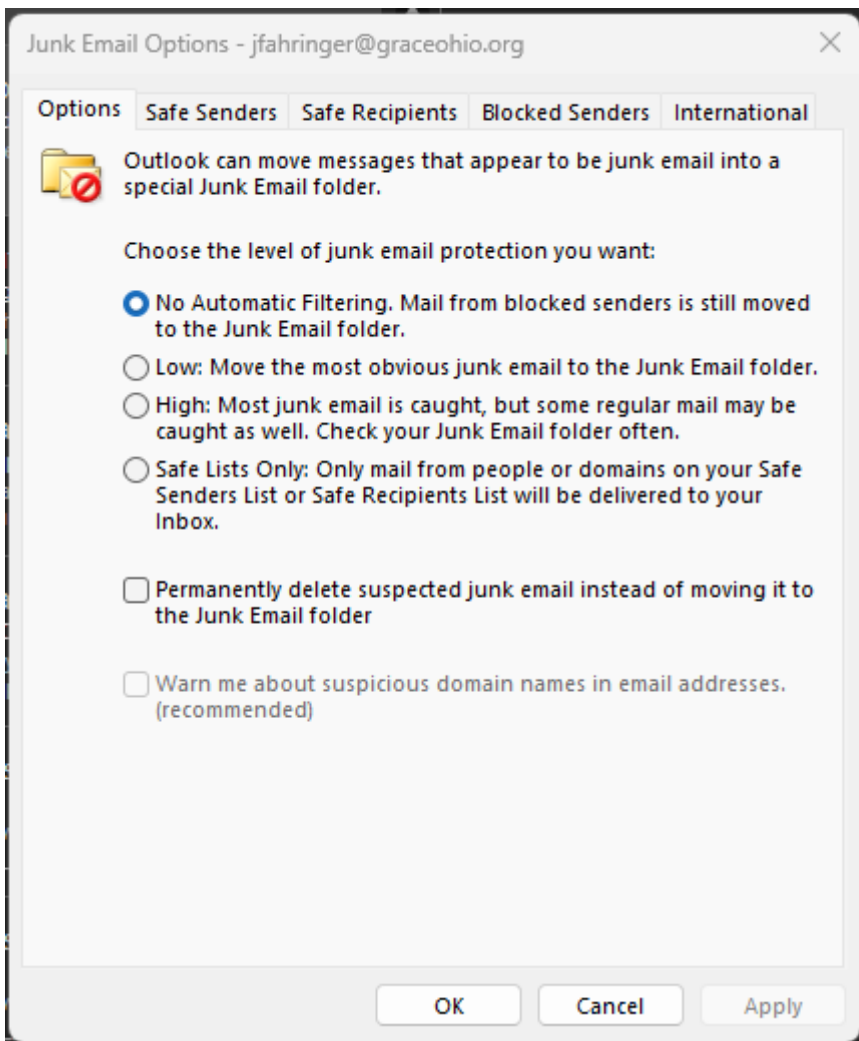 Junk Email Options - jfahringer@graceohio.org
Options Safe Senders Safe Recipients Blocked Senders International
Outlook can move messages that appear to be junk email into a
special Junk Email folder.
Choose the level of junk email protection you want:
No Automatic Filtering. Mail from blocked senders is still moved
to the Junk Email folder.
Low: Move the most obvious junk email to the Junk Email folder.
High: Most junk email is caught, but some regular mail may be
caught as well. Check your Junk Email folder often.
Safe Lists Only: Only mail from people or domains on your Safe
Senders List or Safe Recipients List will be delivered to your
Inbox.
Permanently delete suspected junk email instead of moving it to
the Junk Email folder
Warn me about suspicious domain names in email addresses.
(recommended)
OK Cancel Apply